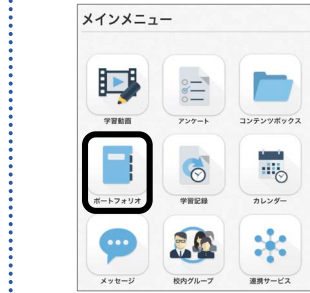 メインメニュー
学習動画
アンケート
コンテンツボックス
ポートフォリオ
学習記録
カレンダー
メッセージ
校内グループ
連携サービス